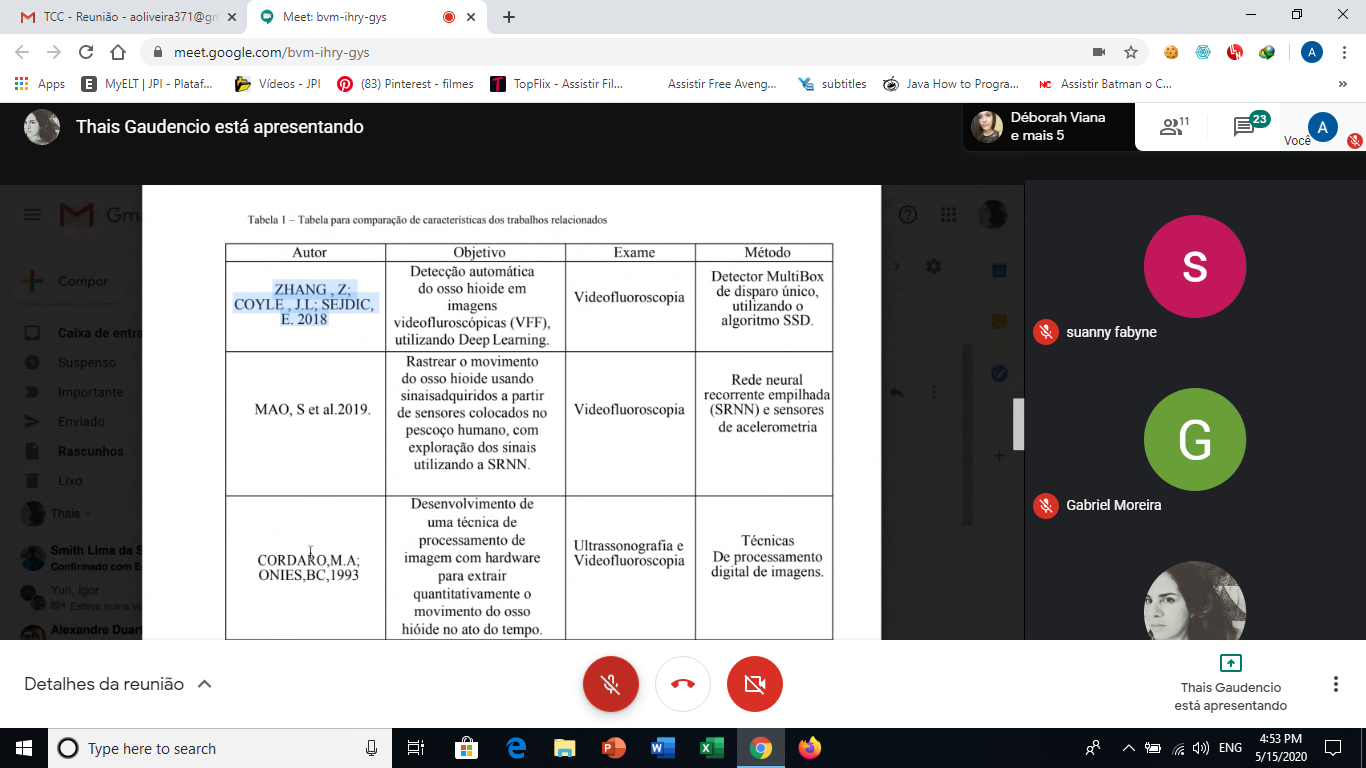 TCC - Reunião - aoliveira371@gm
Meet: bvm-ihry-gys
meet.google.com/bvm-ihry-gys
A
Apps
MyELT | JPI - Plataf...
Vídeos - JPI
(83) Pinterest - filmes
TopFlix - Assistir Fil...
Assistir Free Aveng...
subtitles
Java How to Progra...
Assistir Batman o C...
Thais Gaudencio está apresentando
Déborah Viana
e mais 5
11
23
Você
A
Gma
Compor
Caixa de entra
Suspenso
Importante
Enviado
Rascunhos
Lixo
Thais
Smith Lima da S
Confirmado com E
Yuri, Igor
Esteve numa ví
Alexandre Duar
Tabela 1 – Tabela para comparação de caracteristicas dos trabalhos relacionados
Autor
Objetivo
Exame
Método
ZHANG , Z;
COYLE , J.L; SEJDIC,
E. 2018
Detecção automática
do osso hioide em
imagens
videofluroscópicas (VFF),
utilizando Deep Learning.
Videofluoroscopia
Detector MultiBox
de disparo único,
utilizando o
algoritmo SSD.
MAO, S et al.2019.
Rastrear o movimento
do osso hioide usando
sinaisadquiridos a partir
de sensores colocados no
pescoço humano, com
exploração dos sinais
utilizando a SRNN.
Videofluoroscopia
Rede neural
recorrente empilhada
(SRNN) e sensores
de acelerometria
CORDARO,M.A;
ONIES,BC,1993
Desenvolvimento de
uma técnica de
processamento de
imagem com hardware
para extrair
quantitativamente o
movimento do osso
hióide no ato do tempo.
Ultrassonografia e
Videofluoroscopia
Técnicas
De processamento
digital de imagens.
S
suanny fabyne
G
Gabriel Moreira
Detalhes da reunião
Thais Gaudencio
está apresentando
Type here to search
ENG
4:53 PM
5/15/2020